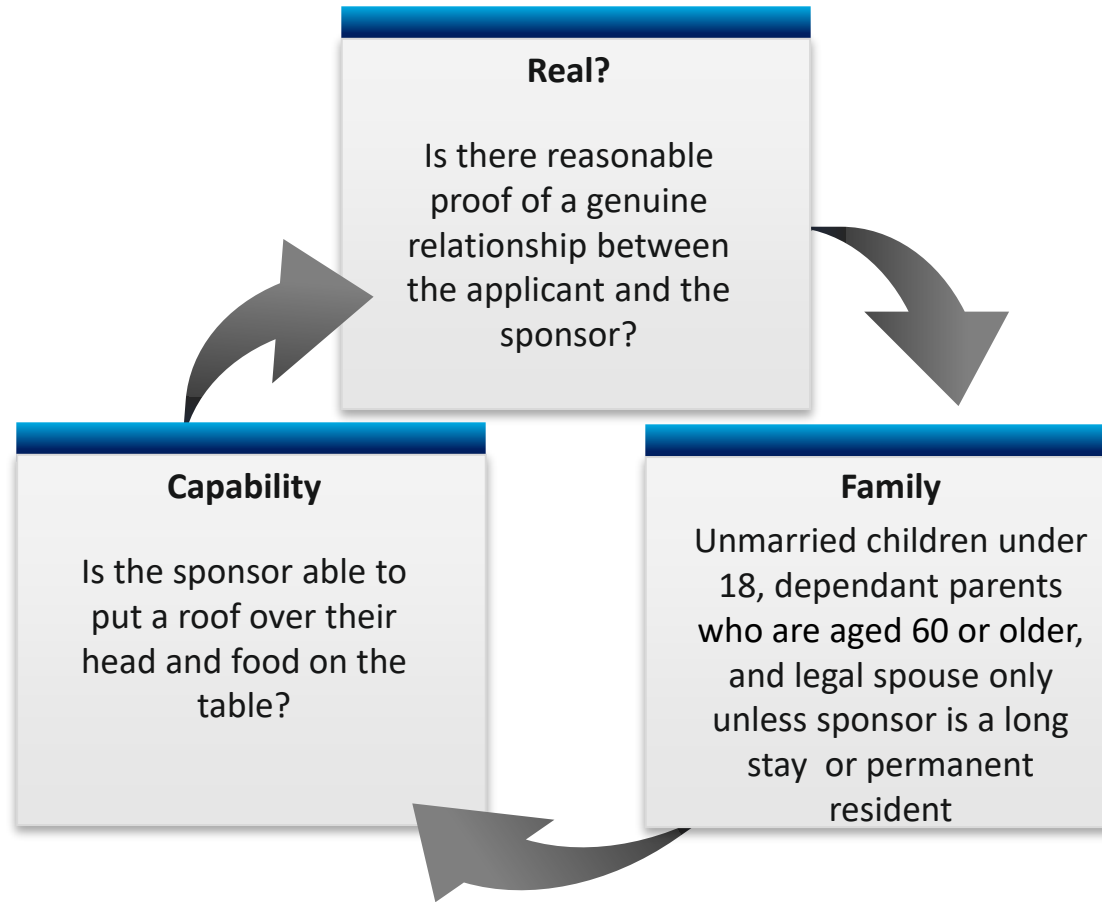 Real?
Is there reasonable
proof of a genuine
relationship between
the applicant and the
sponsor?
Capability
Is the sponsor able to
put a roof over their
head and food on the
table?
Family
Unmarried children under
18, dependant parents
who are aged 60 or older,
and legal spouse only
unless sponsor is a long
stay or permanent
resident